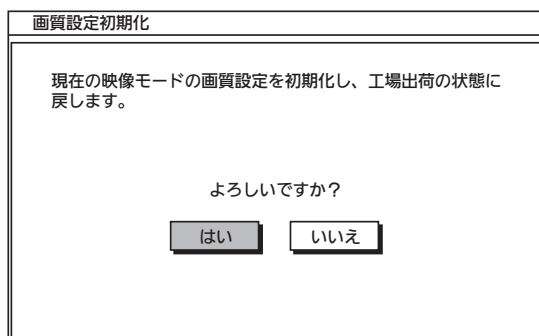 画質設定初期化
現在の映像モードの画質設定を初期化し、工場出荷の状態に
戻します。
よろしいですか？
はい
いいえ